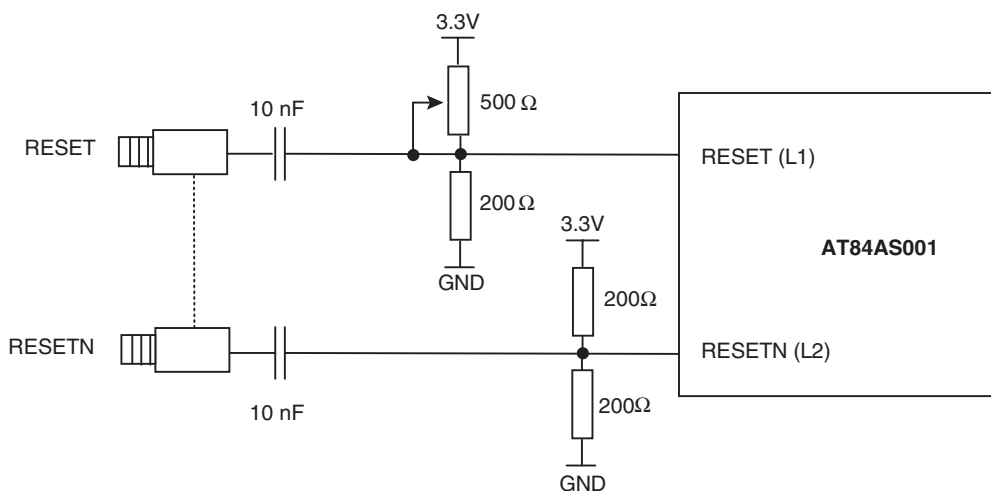 3.3V
10 nF
500 Ω
RESET
RESET (L1)
200 Ω
3.3V
AT84AS001
GND
200Ω
RESETN
RESETN (L2)
10 nF
200Ω
GND